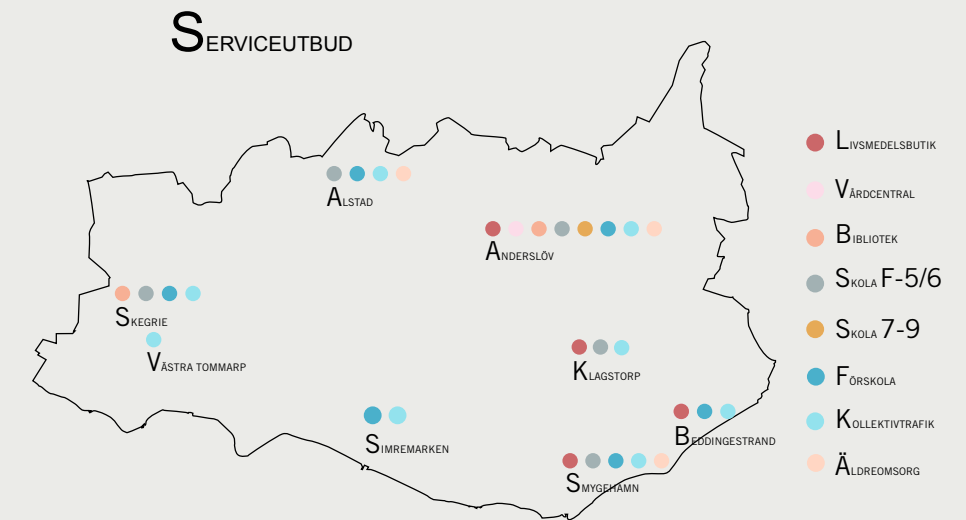 SERVICEUTBUD
ALSTAD
ANDERSLÖV
SKEGRIE
VÄSTRA TOMMARP
KLAGSTORP
SIMREMARKEN
BEDDINGESTRAND
SMYGEHAMN
LIVSMEDELSBUTIK
VÅRDCENTRAL
BIBLIOTEK
SKOLA F-5/6
SKOLA 7-9
FÖRSKOLA
KOLLEKTIVTRAFIK
ÄLDREOMSORG